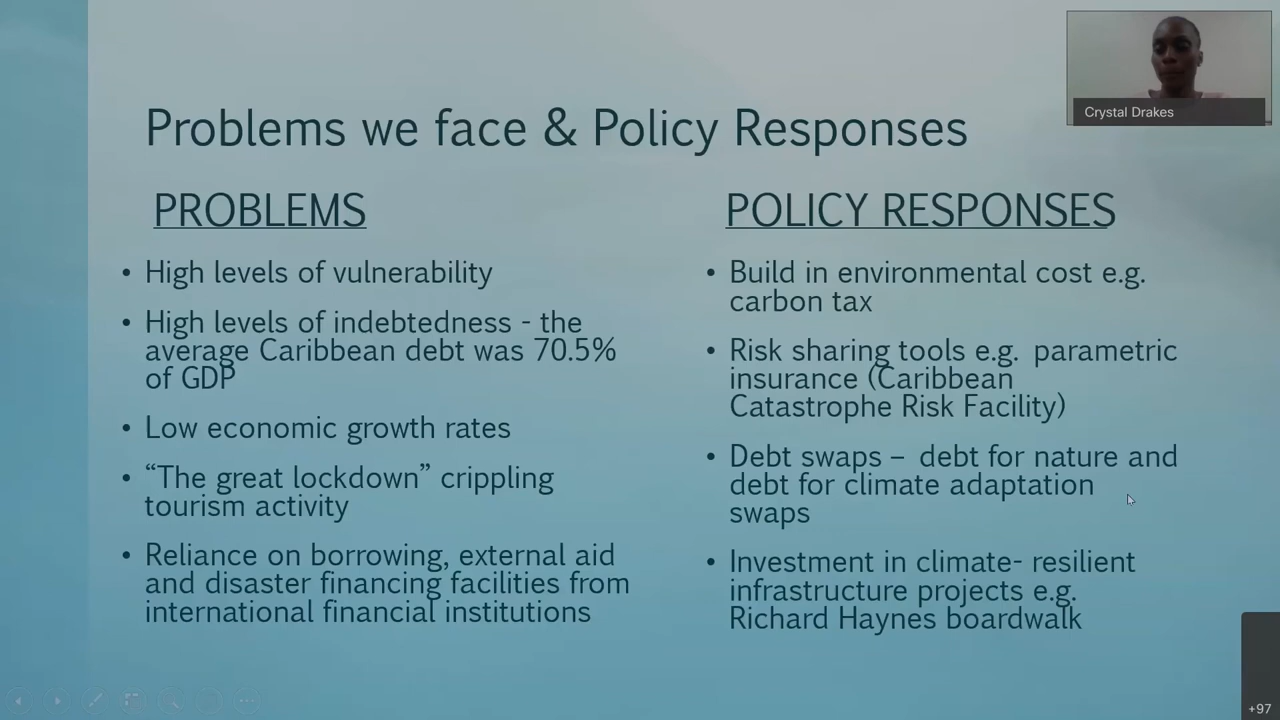 Crystal Drakes
Problems we face & Policy Responses
PROBLEMS
• High levels of vulnerability
• High levels of indebtedness - the
average Caribbean debt was 70.5%
of GDP
• Low economic growth rates
• “The great lockdown” crippling
tourism activity
• Reliance on borrowing, external aid
and disaster financing facilities from
international financial institutions
POLICY RESPONSES
• Build in environmental cost e.g.
carbon tax
• Risk sharing tools e.g. parametric
insurance (Caribbean
Catastrophe Risk Facility)
• Debt swaps – debt for nature and
debt for climate adaptation
swaps
• Investment in climate- resilient
infrastructure projects e.g.
Richard Haynes boardwalk
+97